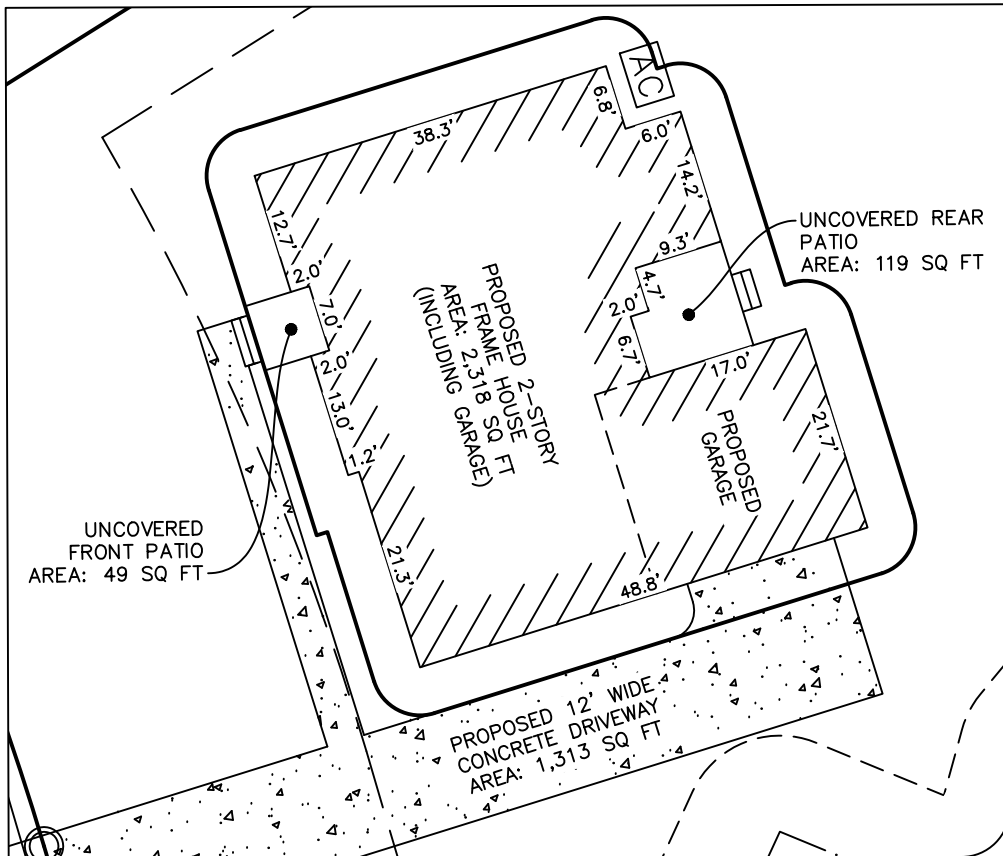 AC
38.3'
6.8'
6.0'
14.2'
12.7'
2.0'
7.0'
2.0'
13.0'
1.2'
21.3'
9.3'
4.7'
2.0'
6.7'
17.0'
21.7'
48.8'
UNCOVERED REAR
PATIO
AREA: 119 SQ FT
PROPOSED 2-STORY
FRAME HOUSE
AREA: 2,318 SQ FT
(INCLUDING GARAGE)
PROPOSED
GARAGE
UNCOVERED
FRONT PATIO
AREA: 49 SQ FT
PROPOSED 12' WIDE
CONCRETE DRIVEWAY
AREA: 1,313 SQ FT